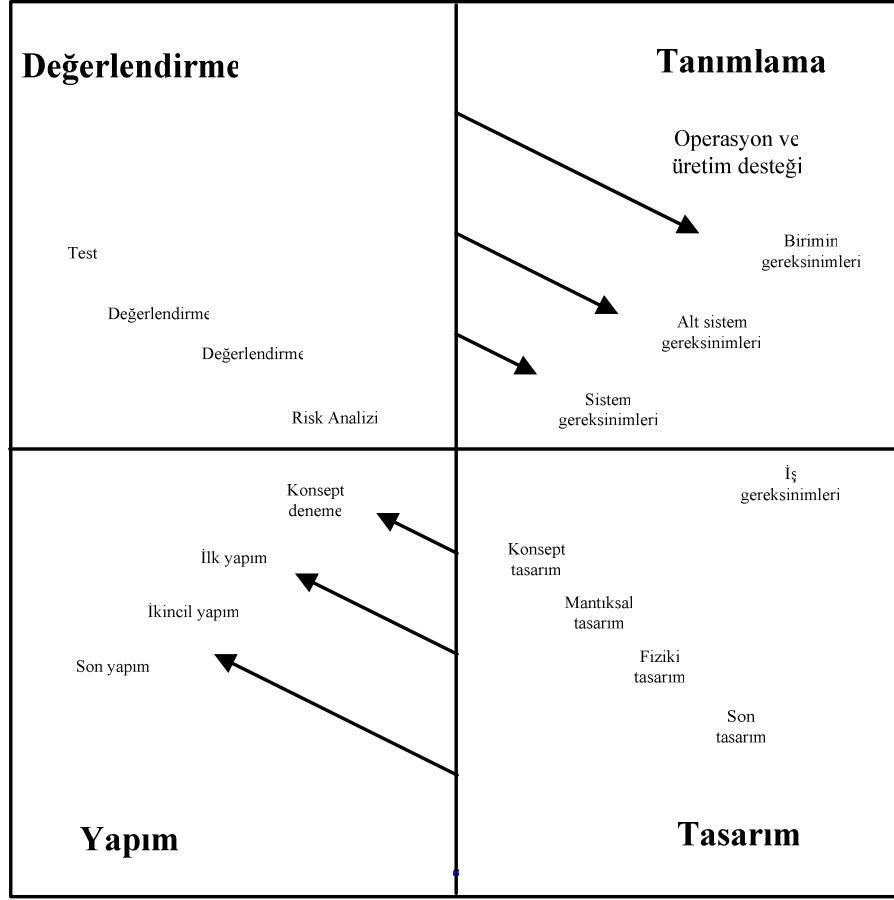 Değerlendirme
Test
Değerlendirme
Değerlendirme
Risk Analizi
Tanımlama
Operasyon ve
üretim desteği
Birimin
gereksinimleri
Alt sistem
gereksinimleri
Sistem
gereksinimleri
Konsept
deneme
İlk yapım
İkincil yapım
Son yapım
Yapım
İş
gereksinimleri
Konsept
tasarım
Mantıksal
tasarım
Fiziki
tasarım
Son
tasarım
Tasarım